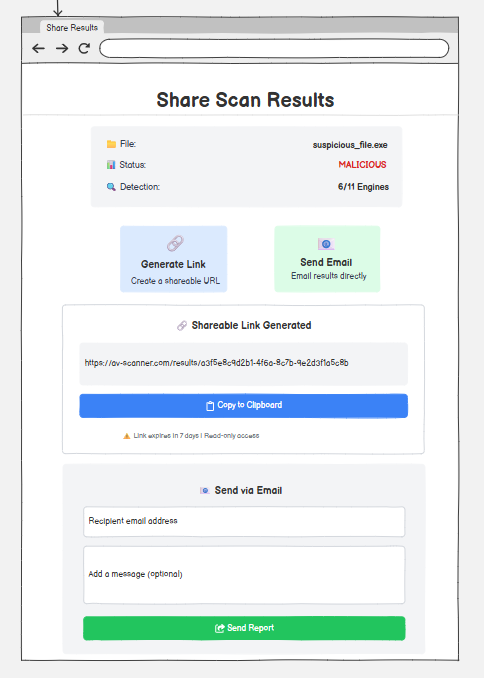 Share Results
Share Scan Results
File: suspicious_file.exe
Status: MALICIOUS
Detection: 6/11 Engines
Generate Link
Create a shareable URL
Send Email
Email results directly
Shareable Link Generated
https://av-scanner.com/results/a3f5e8c9d2b1-4f6a-8c7b-9e2d3f1a5c8b
Copy to Clipboard
Link expires in 7 days | Read-only access
Send via Email
Recipient email address
Add a message (optional)
Send Report